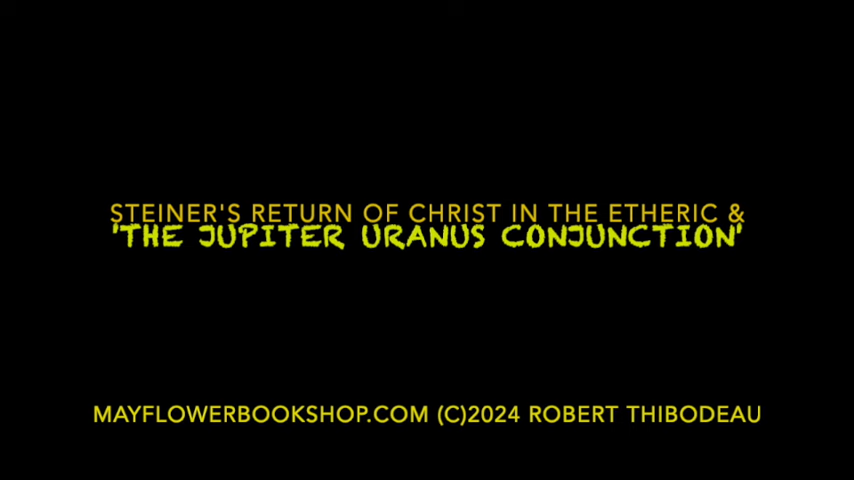 STEINER'S RETURN OF CHRIST IN THE ETHERIC &
'THE JUPITER URANUS CONJUNCTION'
MAYFLOWERBOOKSHOP.COM (C)2024 ROBERT THIBODEAU